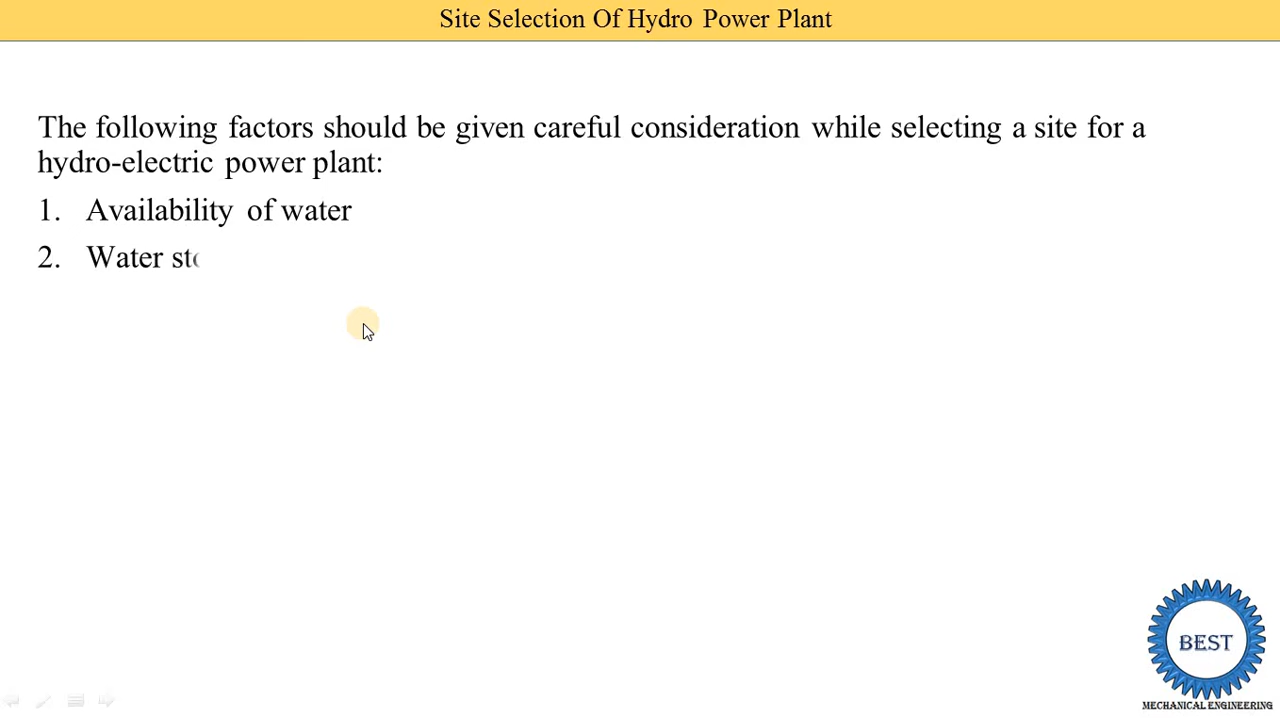 Site Selection Of Hydro Power Plant
The following factors should be given careful consideration while selecting a site for a
hydro-electric power plant:
1. Availability of water
2. Water
BEST
MECHANICAL ENGINEERING